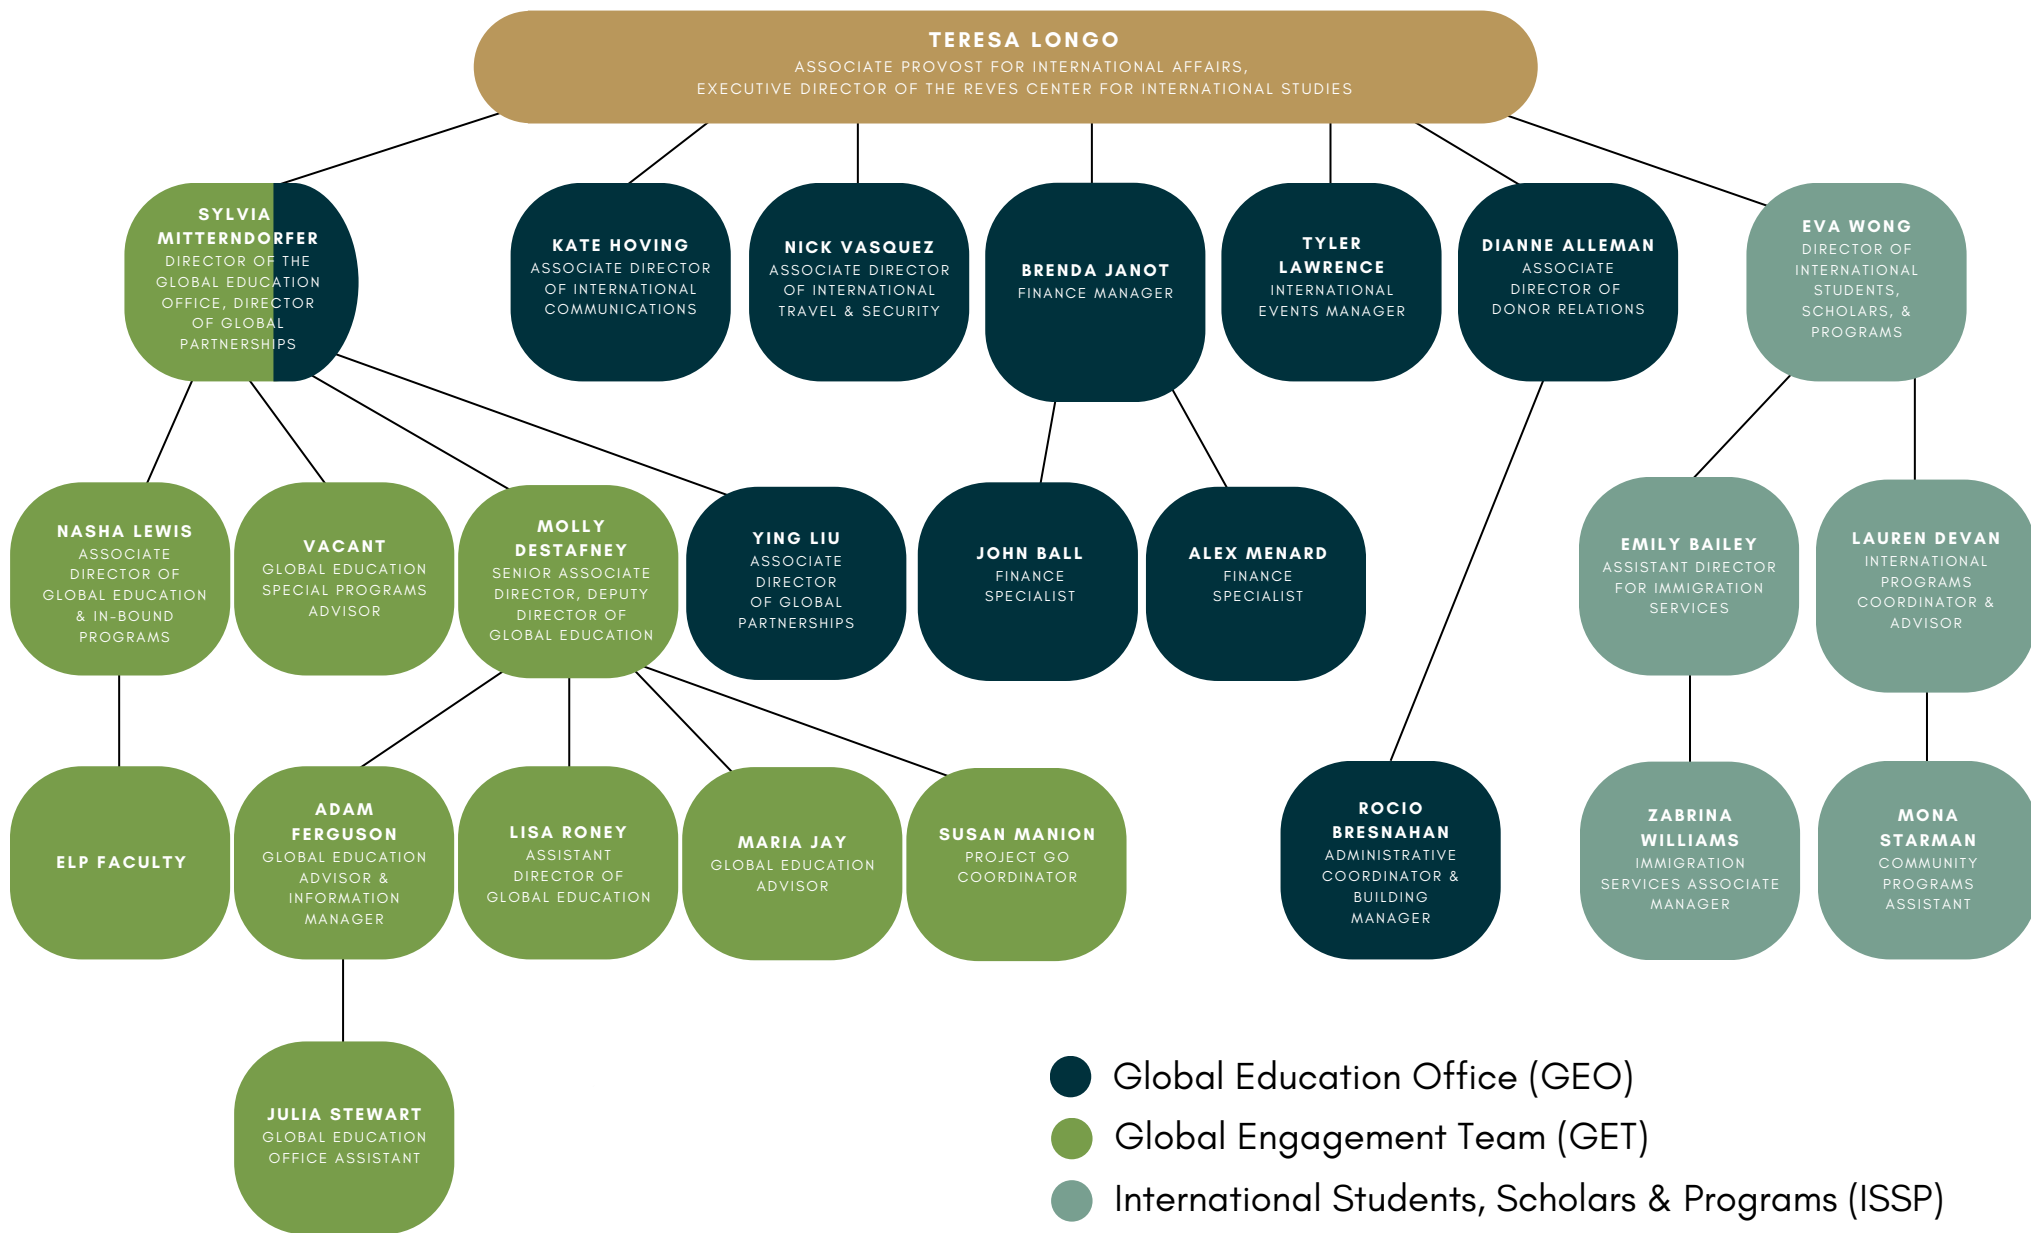 TERESA LONGO
ASSOCIATE PROVOST FOR INTERNATIONAL AFFAIRS,
EXECUTIVE DIRECTOR OF THE REVES CENTER FOR INTERNATIONAL STUDIES
SYLVIA
MITTERNDORFER
DIRECTOR OF THE
GLOBAL EDUCATION
OFFICE, DIRECTOR
OF GLOBAL
PARTNERSHIPS
KATE HOVING
ASSOCIATE DIRECTOR
OF INTERNATIONAL
COMMUNICATIONS
NICK VASQUEZ
ASSOCIATE DIRECTOR
OF INTERNATIONAL
TRAVEL & SECURITY
BRENDA JANOT
FINANCE MANAGER
TYLER
LAWRENCE
INTERNATIONAL
EVENTS MANAGER
DIANNE ALLEMAN
ASSOCIATE
DIRECTOR OF
DONOR RELATIONS
EVA WONG
DIRECTOR OF
INTERNATIONAL
STUDENTS,
SCHOLARS, &
PROGRAMS
NASHA LEWIS
ASSOCIATE
DIRECTOR OF
GLOBAL EDUCATION
& IN-BOUND
PROGRAMS
VACANT
GLOBAL EDUCATION
SPECIAL PROGRAMS
ADVISOR
MOLLY
DESTAFNEY
SENIOR ASSOCIATE
DIRECTOR, DEPUTY
DIRECTOR OF
GLOBAL EDUCATION
YING LIU
ASSOCIATE
DIRECTOR
OF GLOBAL
PARTNERSHIPS
JOHN BALL
FINANCE
SPECIALIST
ALEX MENARD
FINANCE
SPECIALIST
EMILY BAILEY
ASSISTANT DIRECTOR
FOR IMMIGRATION
SERVICES
LAUREN DEVAN
INTERNATIONAL
PROGRAMS
COORDINATOR &
ADVISOR
ELP FACULTY
ADAM
FERGUSON
GLOBAL EDUCATION
ADVISOR &
INFORMATION
MANAGER
LISA RONEY
ASSISTANT
DIRECTOR OF
GLOBAL EDUCATION
MARIA JAY
GLOBAL EDUCATION
ADVISOR
SUSAN MANION
PROJECT GO
COORDINATOR
ROCIO
BRESNAHAN
ADMINISTRATIVE
COORDINATOR &
BUILDING
MANAGER
ZABRINA
WILLIAMS
IMMIGRATION
SERVICES ASSOCIATE
MANAGER
MONA
STARMAN
COMMUNITY
PROGRAMS
ASSISTANT
JULIA STEWART
GLOBAL EDUCATION
OFFICE ASSISTANT
Global Education Office (GEO)
Global Engagement Team (GET)
International Students, Scholars & Programs (ISSP)